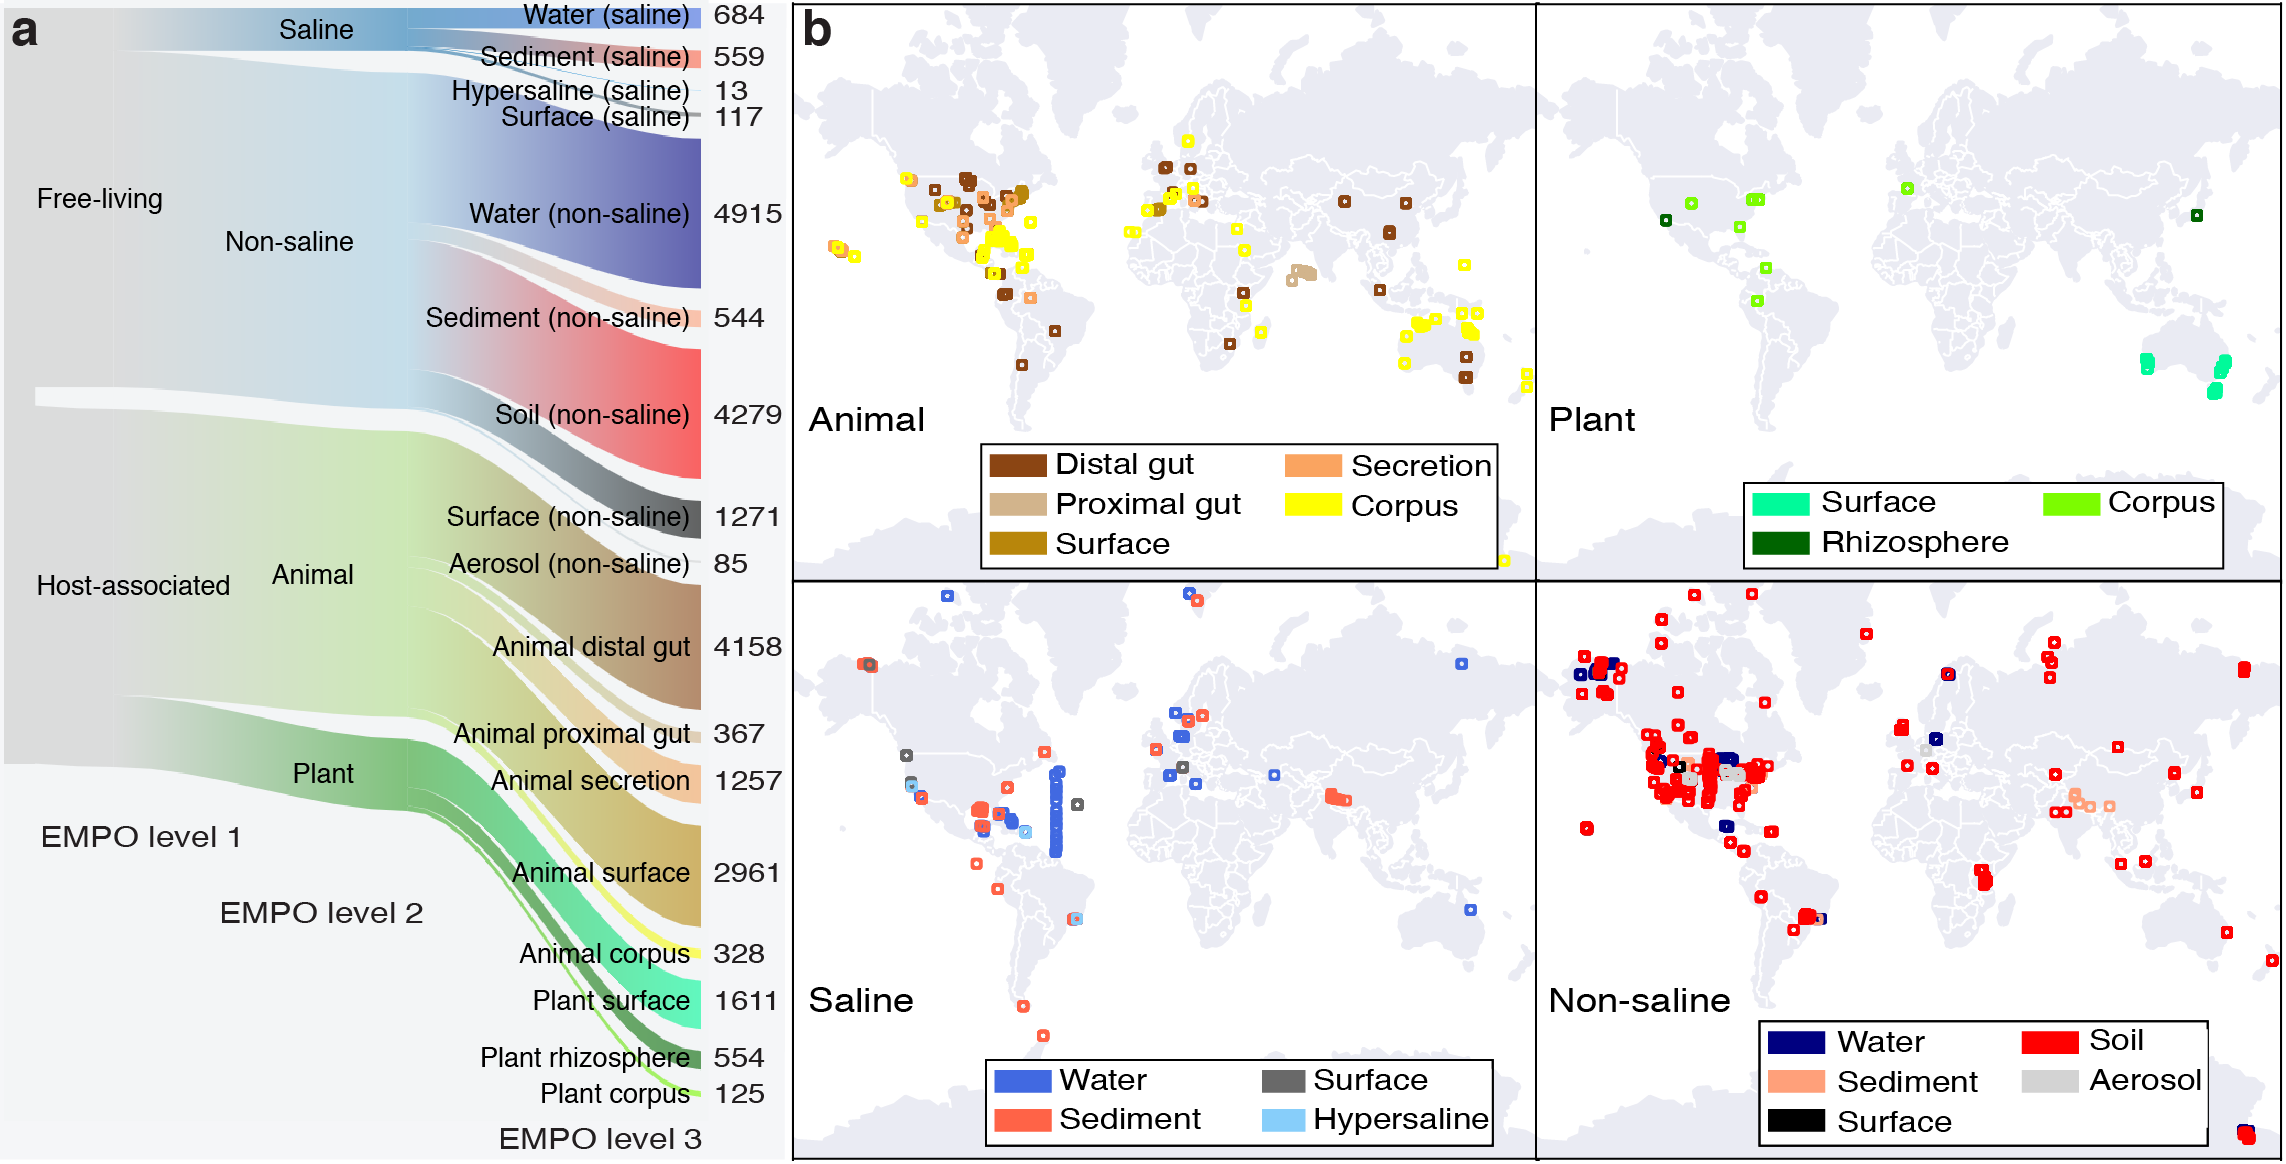 a
Saline
Water (saline) 684
Sediment (saline) 559
Hypersaline (saline) 13
Surface (saline) 117
Free-living
Non-saline
Water (non-saline) 4915
Sediment (non-saline) 544
Soil (non-saline) 4279
Surface (non-saline) 1271
Aerosol (non-saline) 85
Host-associated
Animal
Animal distal gut 4158
Animal proximal gut 367
Animal secretion 1257
Animal surface 2961
Animal corpus 328
Plant
Plant surface 1611
Plant rhizosphere 554
Plant corpus 125
EMPO level 1
EMPO level 2
EMPO level 3
b
Animal
Distal gut
Proximal gut
Surface
Secretion
Corpus
Plant
Surface
Rhizosphere
Corpus
Saline
Water
Sediment
Surface
Hypersaline
Non-saline
Water
Sediment
Surface
Soil
Aerosol